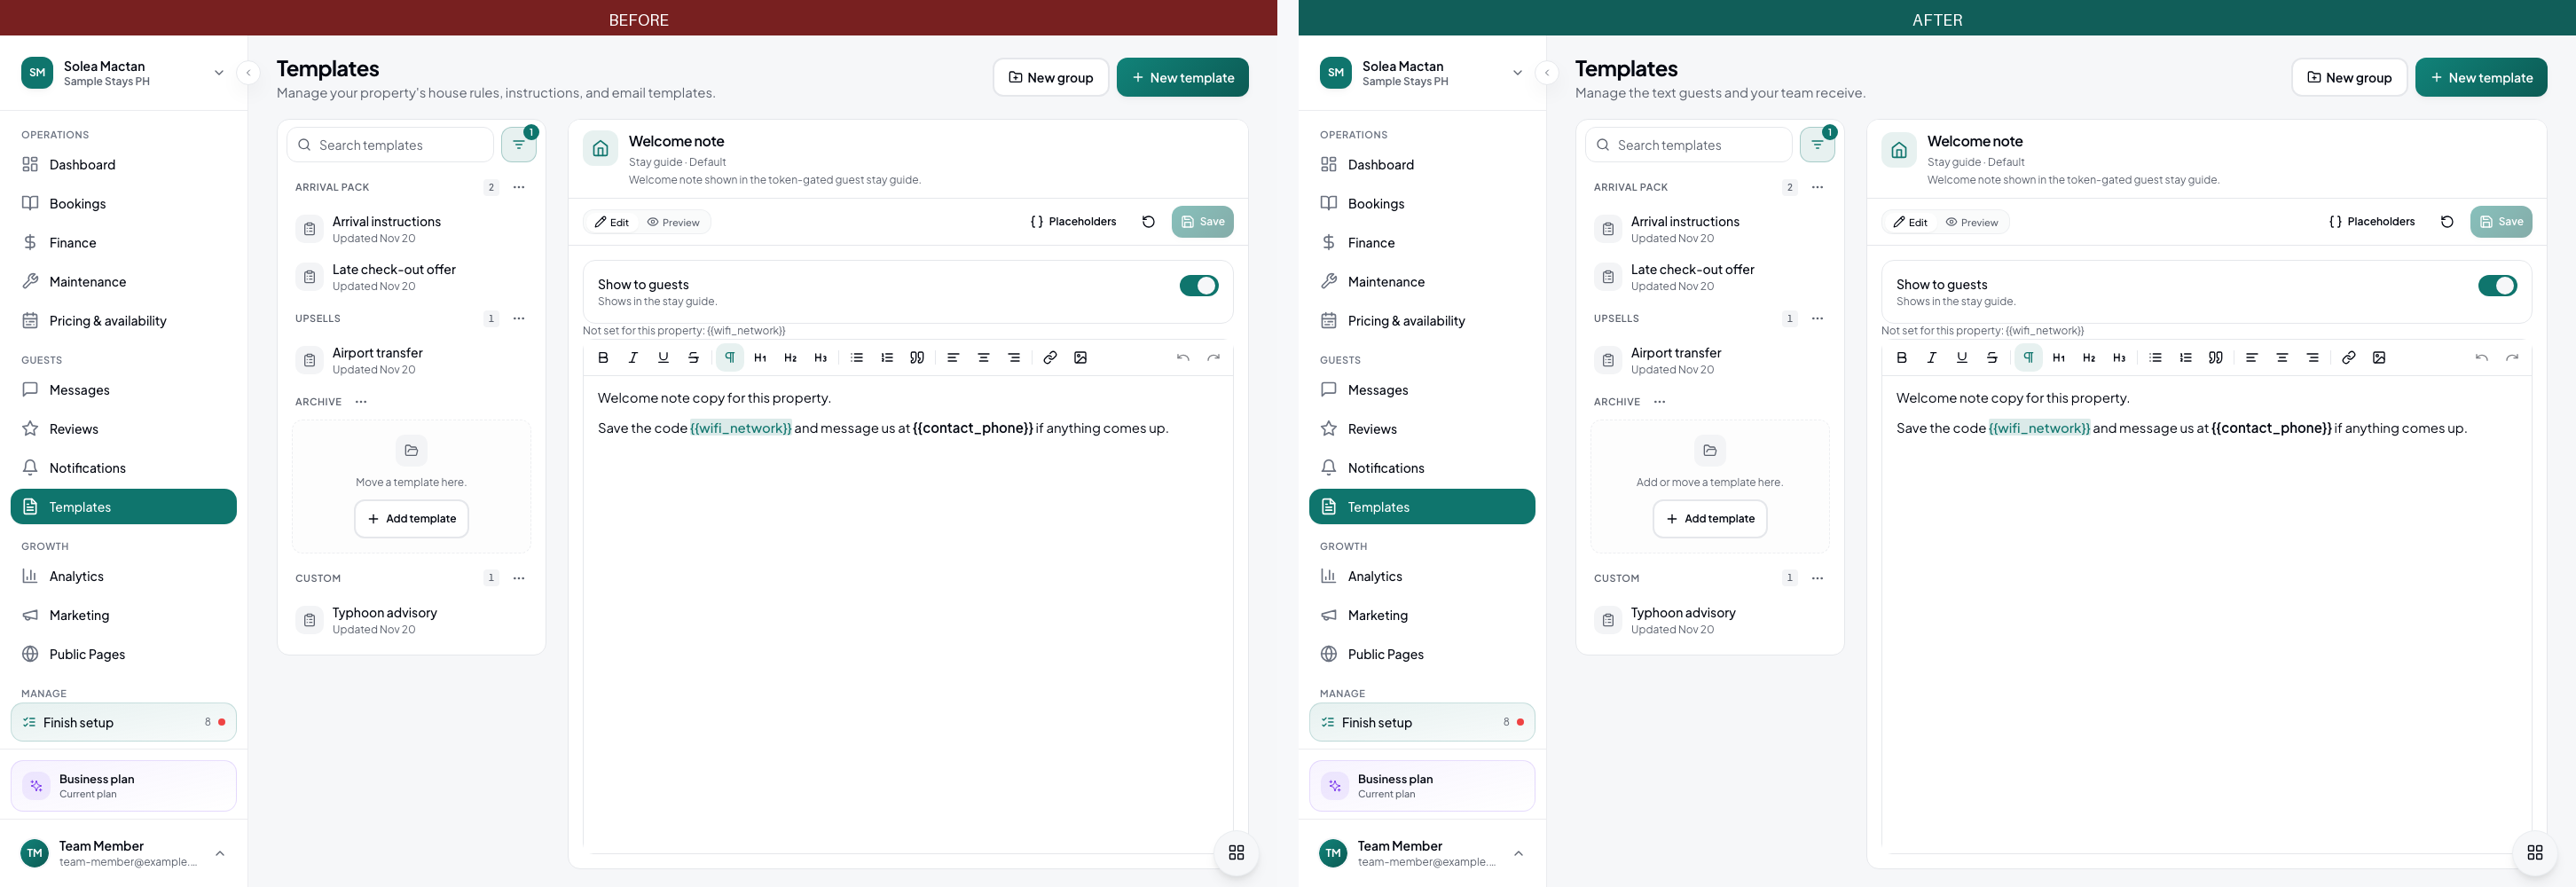 BEFORE
SM
Solea Mactan
Sample Stays PH
OPERATIONS
Dashboard
Bookings
Finance
Maintenance
Pricing & availability
GUESTS
Messages
Reviews
Notifications
Templates
GROWTH
Analytics
Marketing
Public Pages
MANAGE
Finish setup 8
Business plan
Current plan
TM
Team Member
team-member@example....
Templates
Manage your property's house rules, instructions, and email templates.
New group
New template
Search templates
1
ARRIVAL PACK 2
Arrival instructions
Updated Nov 20
Late check-out offer
Updated Nov 20
UPSELLS 1
Airport transfer
Updated Nov 20
ARCHIVE
Move a template here.
Add template
CUSTOM 1
Typhoon advisory
Updated Nov 20
Welcome note
Stay guide · Default
Welcome note shown in the token-gated guest stay guide.
Edit Preview
{ } Placeholders
Save
Show to guests
Shows in the stay guide.
Not set for this property: {{wifi_network}}
B I U S ¶ H1 H2 H3
Welcome note copy for this property.
Save the code {{wifi_network}} and message us at {{contact_phone}} if anything comes up.
AFTER
SM
Solea Mactan
Sample Stays PH
OPERATIONS
Dashboard
Bookings
Finance
Maintenance
Pricing & availability
GUESTS
Messages
Reviews
Notifications
Templates
GROWTH
Analytics
Marketing
Public Pages
MANAGE
Finish setup 8
Business plan
Current plan
TM
Team Member
team-member@example....
Templates
Manage the text guests and your team receive.
New group
New template
Search templates
1
ARRIVAL PACK 2
Arrival instructions
Updated Nov 20
Late check-out offer
Updated Nov 20
UPSELLS 1
Airport transfer
Updated Nov 20
ARCHIVE
Add or move a template here.
Add template
CUSTOM 1
Typhoon advisory
Updated Nov 20
Welcome note
Stay guide · Default
Welcome note shown in the token-gated guest stay guide.
Edit Preview
{ } Placeholders
Save
Show to guests
Shows in the stay guide.
Not set for this property: {{wifi_network}}
B I U S ¶ H1 H2 H3
Welcome note copy for this property.
Save the code {{wifi_network}} and message us at {{contact_phone}} if anything comes up.